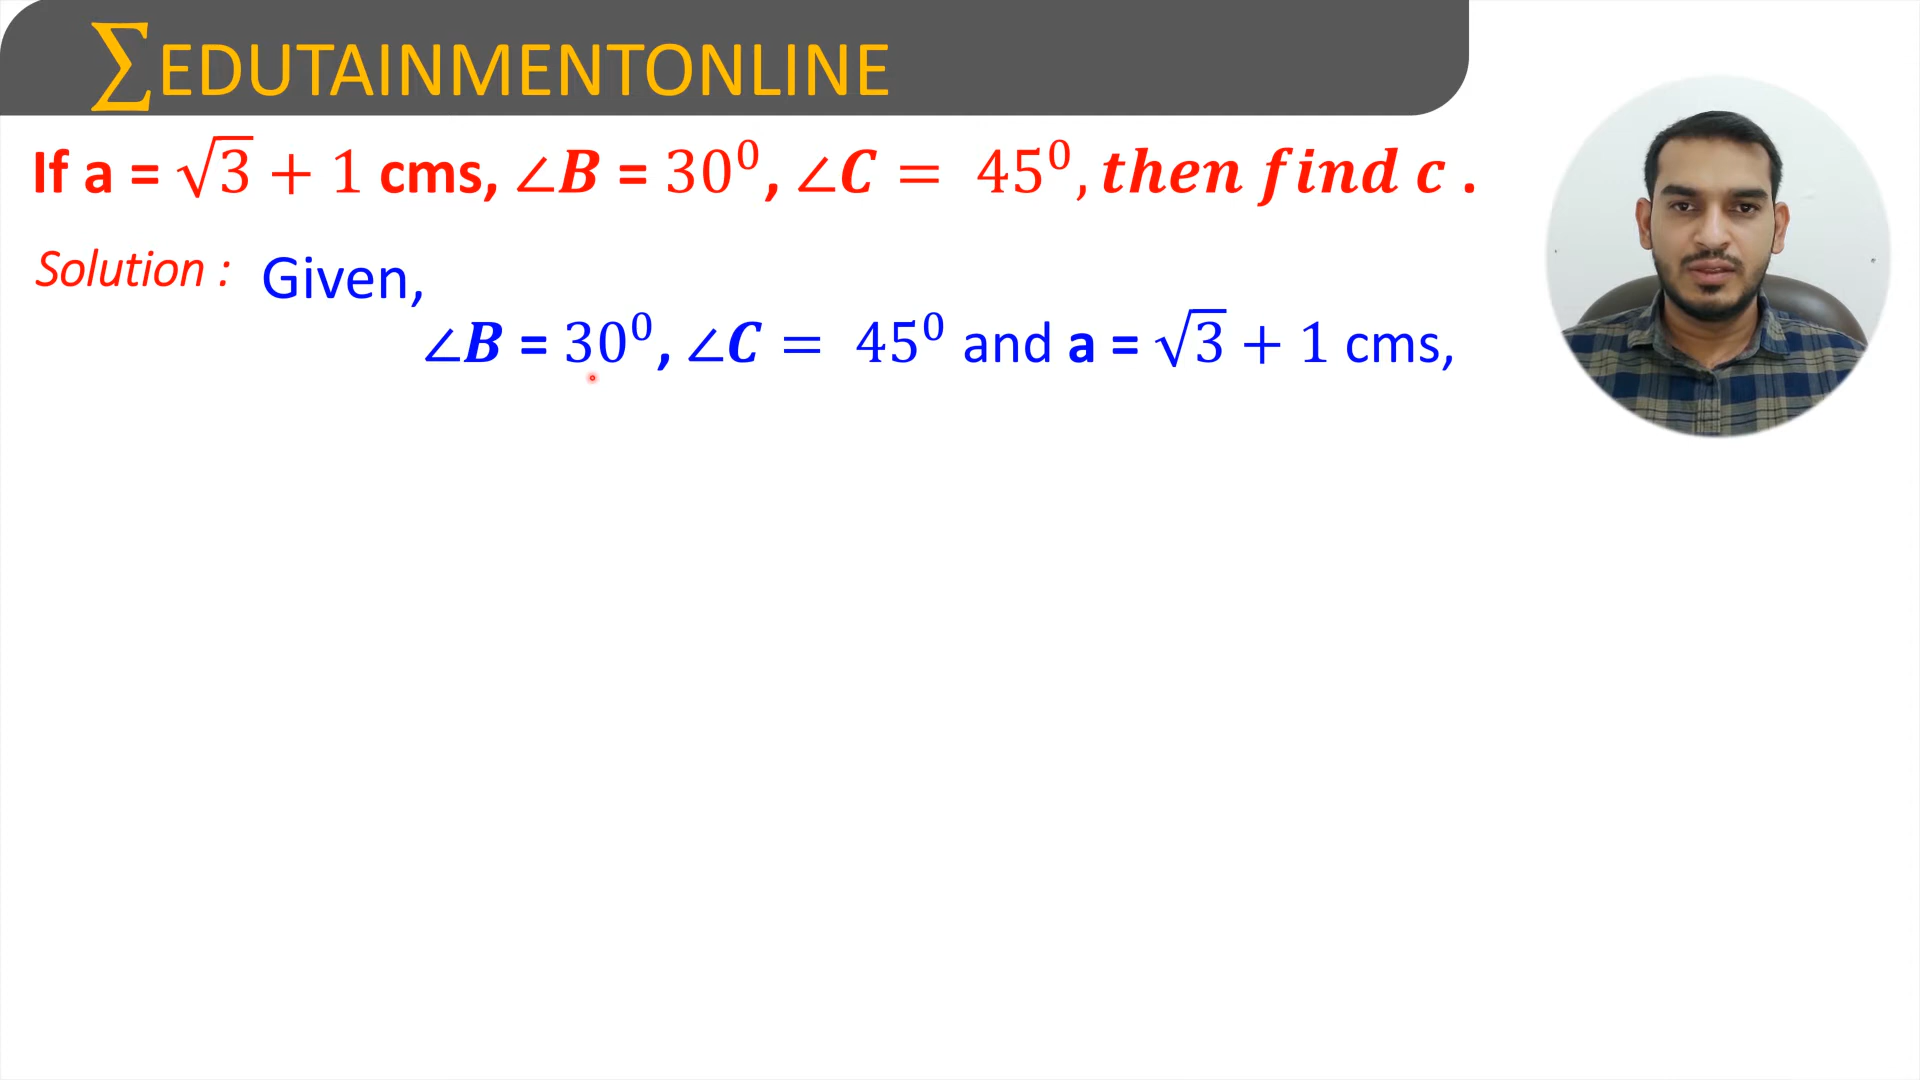 ∑EDUTAINMENTONLINE
If a = √3 + 1 cms, ∠B = 30⁰, ∠C = 45⁰, then find c .
Solution : Given,
∠B = 30⁰, ∠C = 45⁰ and a = √3 + 1 cms,